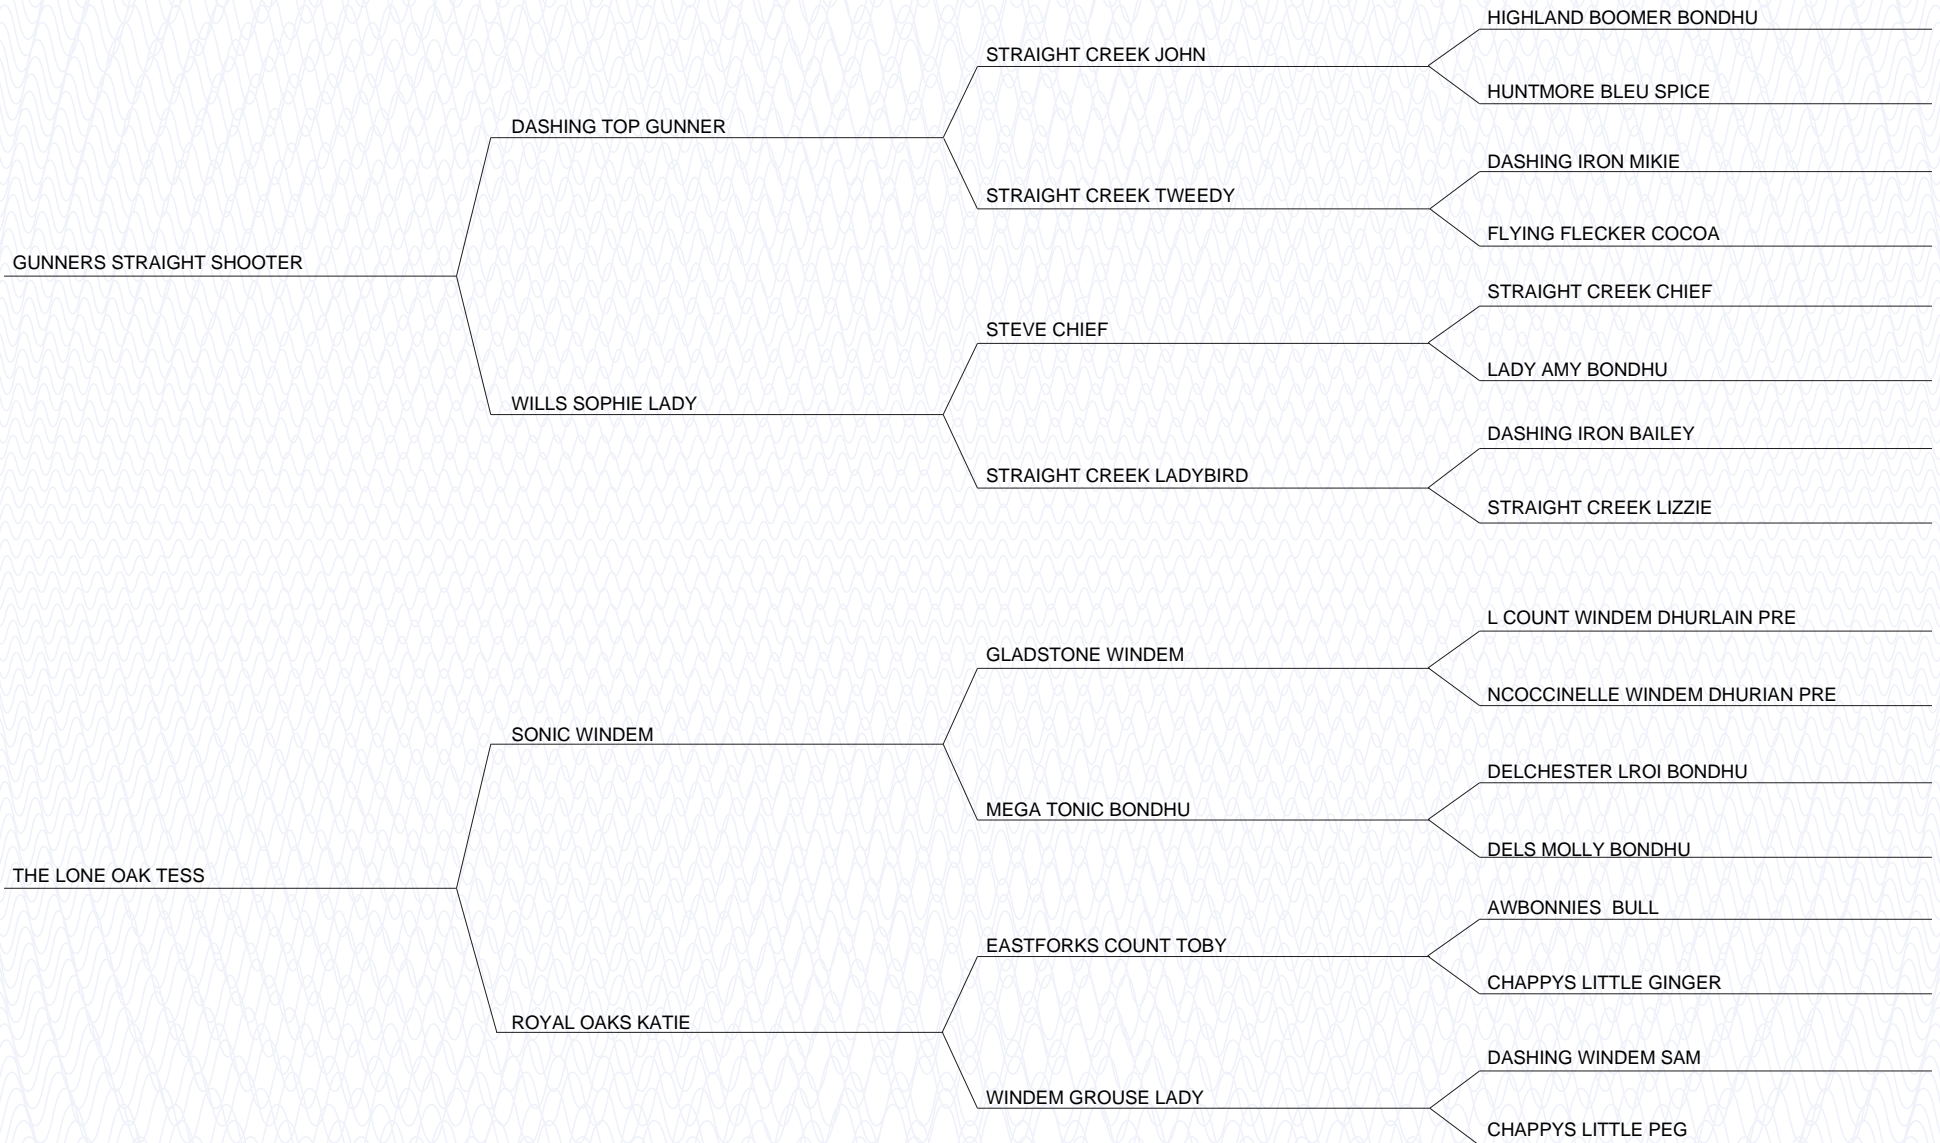 HIGHLAND BOOMER BONDHU
STRAIGHT CREEK JOHN
HUNTMORE BLEU SPICE
DASHING TOP GUNNER
DASHING IRON MIKIE
STRAIGHT CREEK TWEEDY
FLYING FLECKER COCOA
GUNNERS STRAIGHT SHOOTER
STRAIGHT CREEK CHIEF
STEVE CHIEF
LADY AMY BONDHU
WILLS SOPHIE LADY
DASHING IRON BAILEY
STRAIGHT CREEK LADYBIRD
STRAIGHT CREEK LIZZIE
L COUNT WINDEM DHURLAIN PRE
GLADSTONE WINDEM
NCOCCINELLE WINDEM DHURIAN PRE
SONIC WINDEM
DELCHESTER LROI BONDHU
MEGA TONIC BONDHU
DELS MOLLY BONDHU
THE LONE OAK TESS
AWBONNIES  BULL
EASTFORKS COUNT TOBY
CHAPPYS LITTLE GINGER
ROYAL OAKS KATIE
DASHING WINDEM SAM
WINDEM GROUSE LADY
CHAPPYS LITTLE PEG